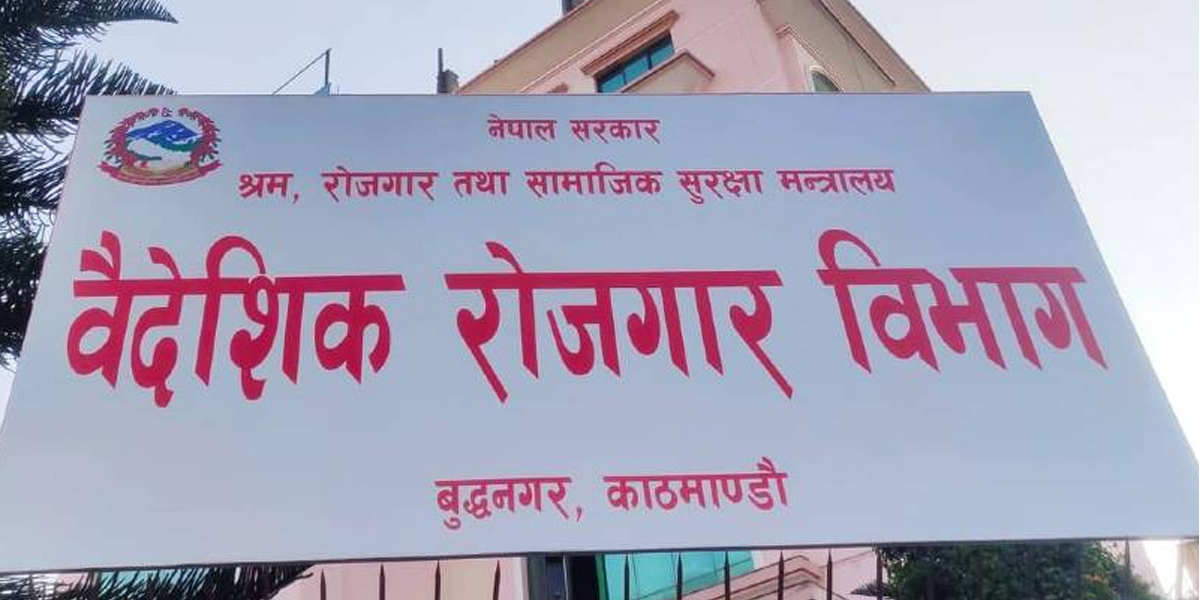 नेपाल सरकार
श्रम, रोजगार तथा सामाजिक सुरक्षा मन्त्रालय
वैदेशिक रोजगार विभाग
बुद्धनगर, काठमाण्डौ